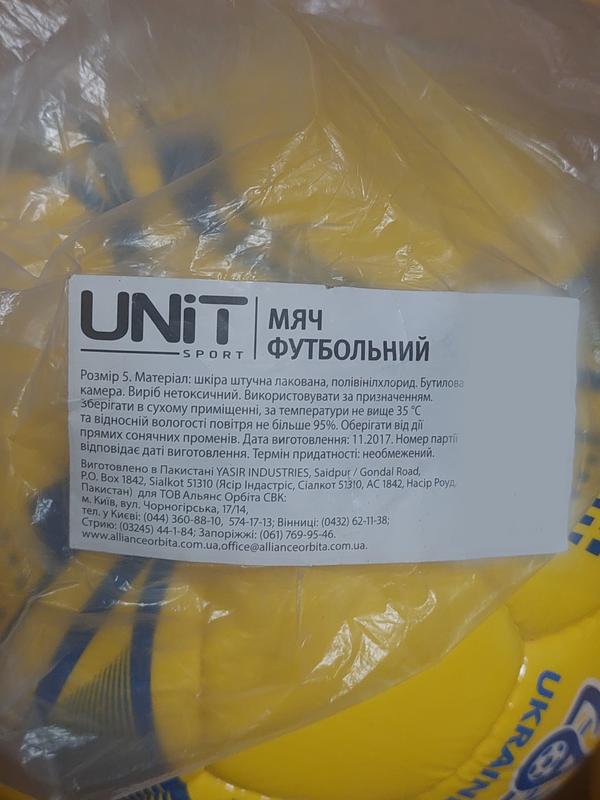 UNiT
SPORT
МЯЧ
ФУТБОЛЬНИЙ
Розмір 5. Матеріал: шкіра штучна лакована, полівінілхлорид. Бутилова
камера. Виріб нетоксичний. Використовувати за призначенням.
Зберігати в сухому приміщенні, за температури не вище 35 °C
та відносній вологості повітря не більше 95%. Оберігати від дії
прямих сонячних променів. Дата виготовлення: 11.2017. Номер партії
відповідає даті виготовлення. Термін придатності: необмежений.
Виготовлено в Пакистані YASIR INDUSTRIES, Saidpur / Gondal Road,
P.O. Box 1842, Sialkot 51310 (Ясір Індастріс, Сіалкот 51310, АС 1842, Насір Роуд,
Пакистан) для ТОВ Альянс Орбіта СВК:
м. Київ, вул. Чорногірська, 17/14,
тел. у Києві: (044) 360-88-10, 574-17-13; Вінниці: (0432) 62-11-38;
Стрию: (03245) 44-1-84; Запоріжжі: (061) 769-95-46.
www.allianceorbita.com.ua,office@allianceorbita.com.ua.
UKRAIN